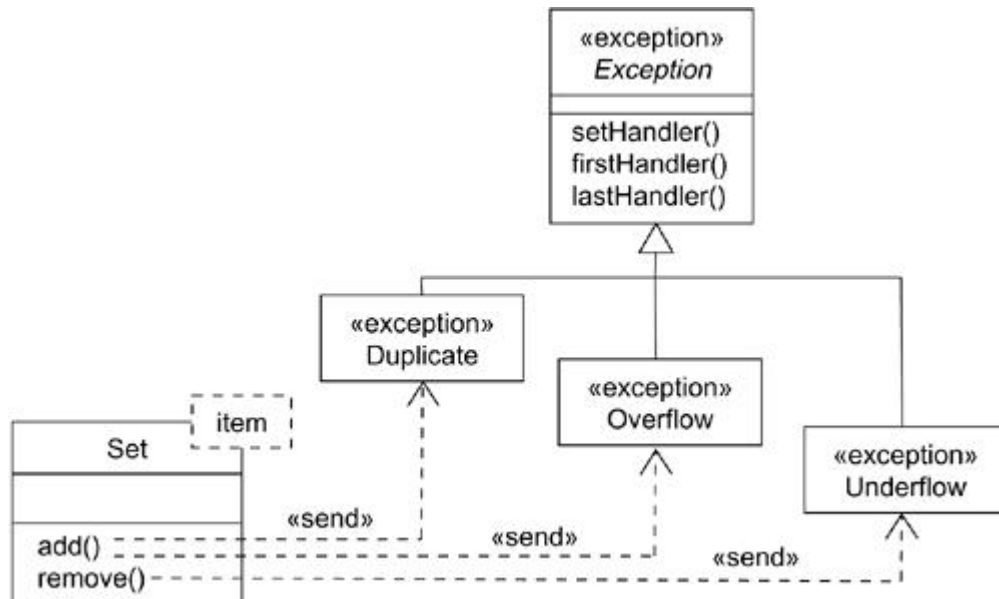 «exception»
Exception
setHandler()
firstHandler()
lastHandler()
«exception»
Duplicate
«exception»
Overflow
«exception»
Underflow
item
Set
add()
remove()
«send»
«send»
«send»